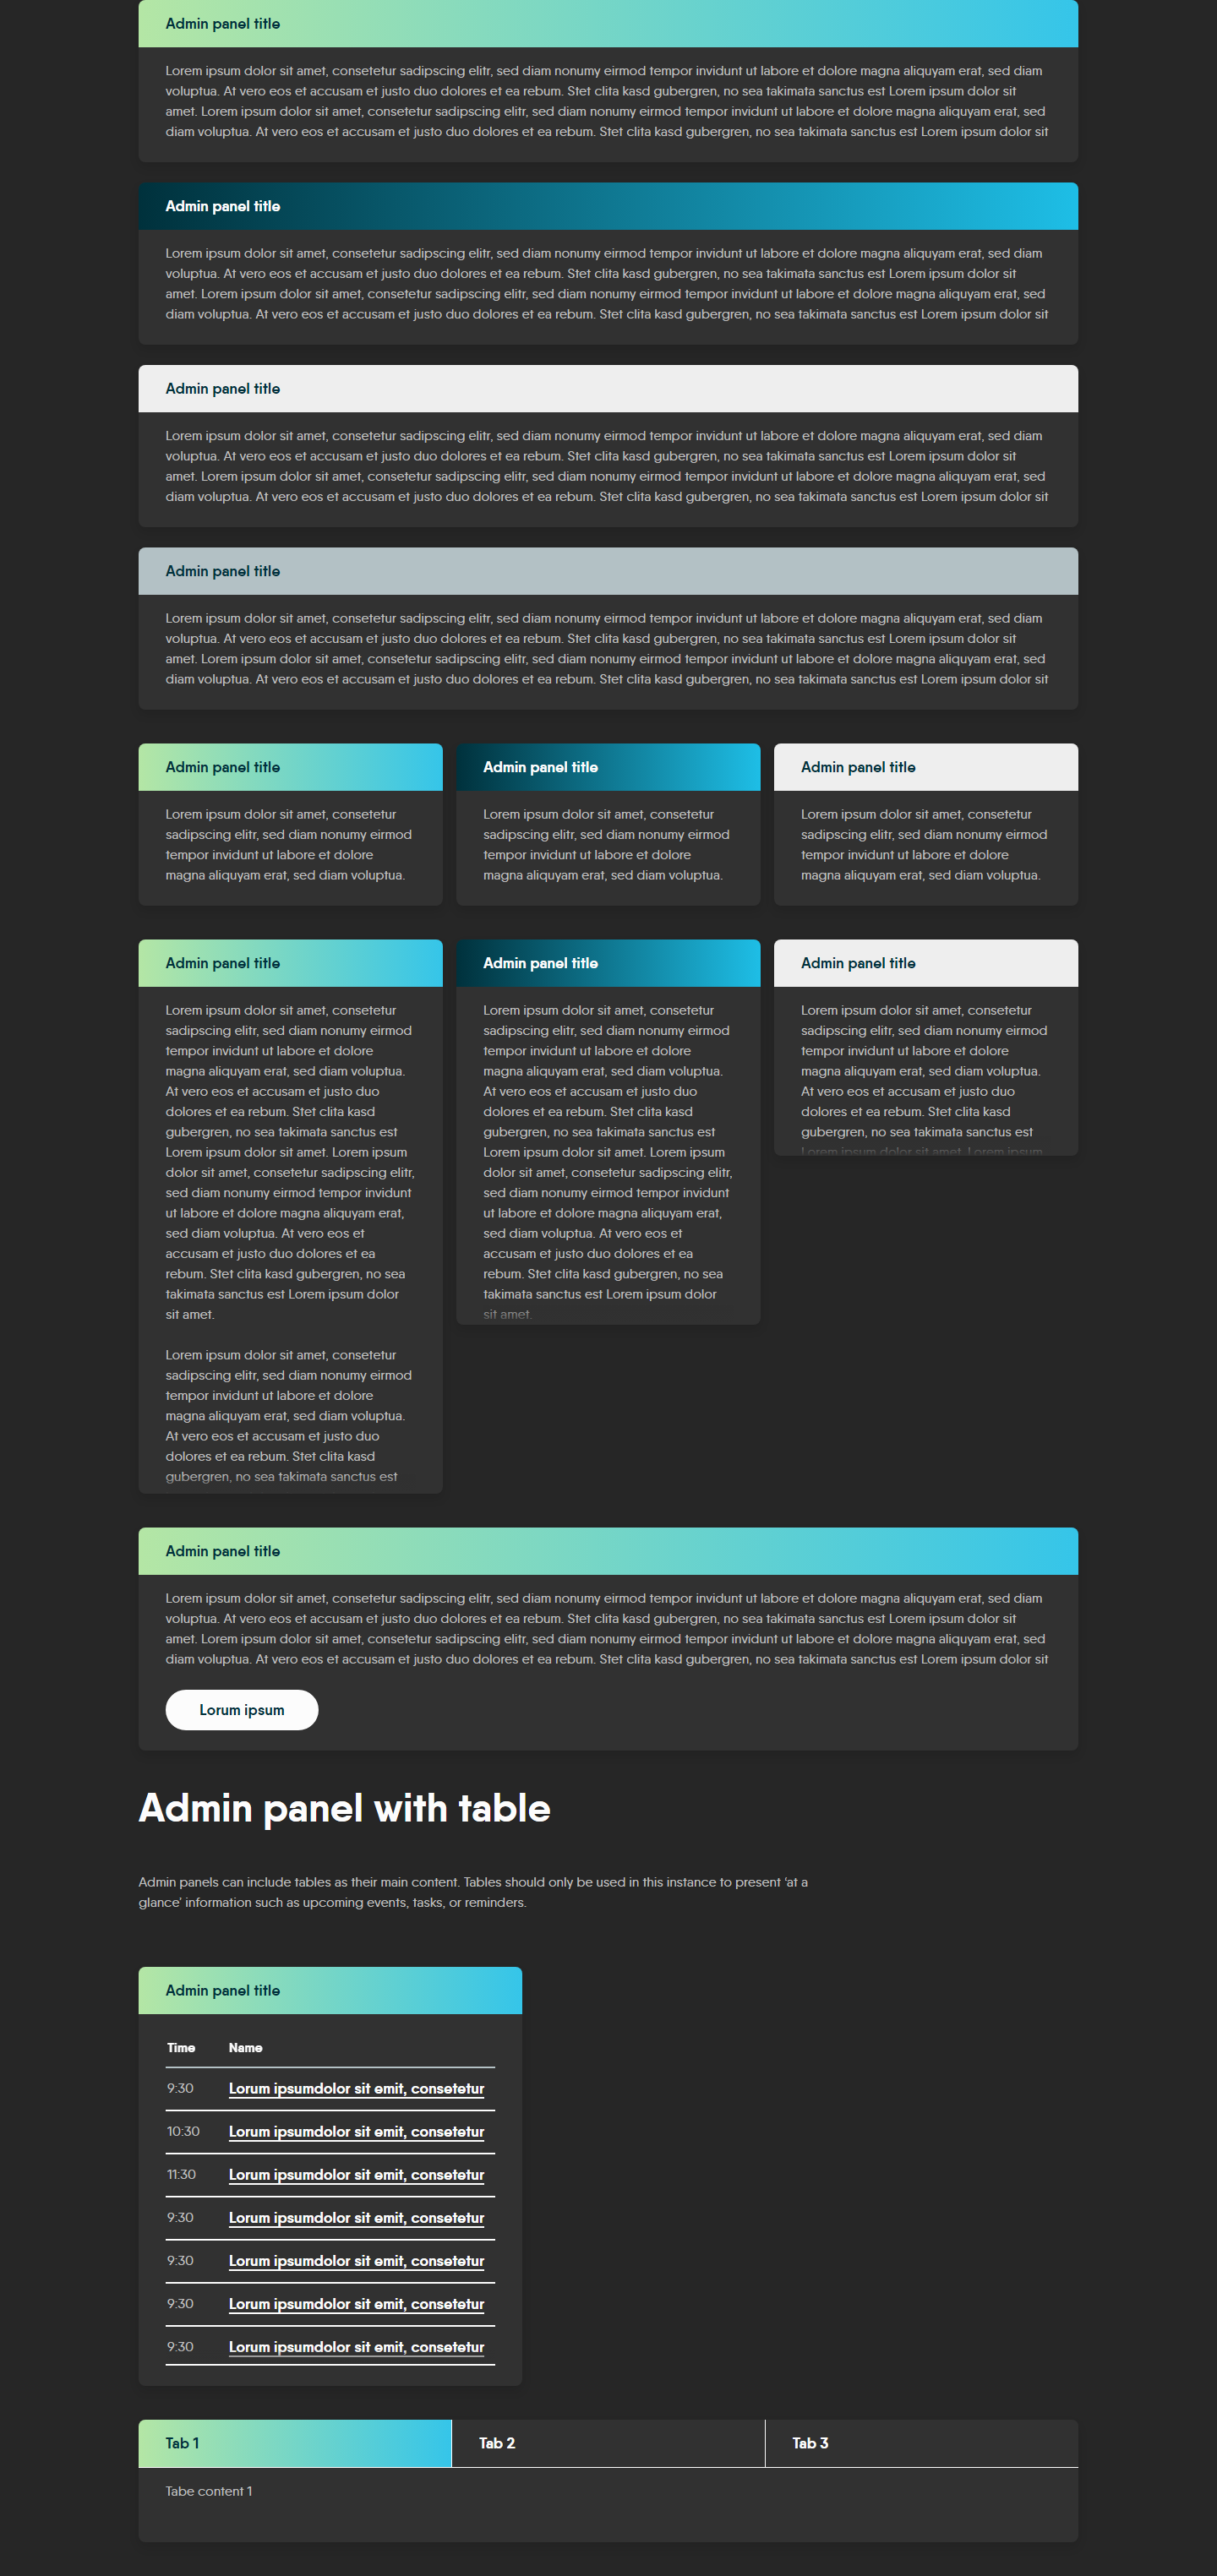 Admin panel title
Lorem ipsum dolor sit amet, consetetur sadipscing elitr, sed diam nonumy eirmod tempor invidunt ut labore et dolore magna aliquyam erat, sed diam
voluptua. At vero eos et accusam et justo duo dolores et ea rebum. Stet clita kasd gubergren, no sea takimata sanctus est Lorem ipsum dolor sit
amet. Lorem ipsum dolor sit amet, consetetur sadipscing elitr, sed diam nonumy eirmod tempor invidunt ut labore et dolore magna aliquyam erat, sed
diam voluptua. At vero eos et accusam et justo duo dolores et ea rebum. Stet clita kasd gubergren, no sea takimata sanctus est Lorem ipsum dolor sit
Admin panel title
Lorem ipsum dolor sit amet, consetetur sadipscing elitr, sed diam nonumy eirmod tempor invidunt ut labore et dolore magna aliquyam erat, sed diam
voluptua. At vero eos et accusam et justo duo dolores et ea rebum. Stet clita kasd gubergren, no sea takimata sanctus est Lorem ipsum dolor sit
amet. Lorem ipsum dolor sit amet, consetetur sadipscing elitr, sed diam nonumy eirmod tempor invidunt ut labore et dolore magna aliquyam erat, sed
diam voluptua. At vero eos et accusam et justo duo dolores et ea rebum. Stet clita kasd gubergren, no sea takimata sanctus est Lorem ipsum dolor sit
Admin panel title
Lorem ipsum dolor sit amet, consetetur sadipscing elitr, sed diam nonumy eirmod tempor invidunt ut labore et dolore magna aliquyam erat, sed diam
voluptua. At vero eos et accusam et justo duo dolores et ea rebum. Stet clita kasd gubergren, no sea takimata sanctus est Lorem ipsum dolor sit
amet. Lorem ipsum dolor sit amet, consetetur sadipscing elitr, sed diam nonumy eirmod tempor invidunt ut labore et dolore magna aliquyam erat, sed
diam voluptua. At vero eos et accusam et justo duo dolores et ea rebum. Stet clita kasd gubergren, no sea takimata sanctus est Lorem ipsum dolor sit
Admin panel title
Lorem ipsum dolor sit amet, consetetur sadipscing elitr, sed diam nonumy eirmod tempor invidunt ut labore et dolore magna aliquyam erat, sed diam
voluptua. At vero eos et accusam et justo duo dolores et ea rebum. Stet clita kasd gubergren, no sea takimata sanctus est Lorem ipsum dolor sit
amet. Lorem ipsum dolor sit amet, consetetur sadipscing elitr, sed diam nonumy eirmod tempor invidunt ut labore et dolore magna aliquyam erat, sed
diam voluptua. At vero eos et accusam et justo duo dolores et ea rebum. Stet clita kasd gubergren, no sea takimata sanctus est Lorem ipsum dolor sit
Admin panel title
Lorem ipsum dolor sit amet, consetetur
sadipscing elitr, sed diam nonumy eirmod
tempor invidunt ut labore et dolore
magna aliquyam erat, sed diam voluptua.
Admin panel title
Lorem ipsum dolor sit amet, consetetur
sadipscing elitr, sed diam nonumy eirmod
tempor invidunt ut labore et dolore
magna aliquyam erat, sed diam voluptua.
Admin panel title
Lorem ipsum dolor sit amet, consetetur
sadipscing elitr, sed diam nonumy eirmod
tempor invidunt ut labore et dolore
magna aliquyam erat, sed diam voluptua.
Admin panel title
Lorem ipsum dolor sit amet, consetetur
sadipscing elitr, sed diam nonumy eirmod
tempor invidunt ut labore et dolore
magna aliquyam erat, sed diam voluptua.
At vero eos et accusam et justo duo
dolores et ea rebum. Stet clita kasd
gubergren, no sea takimata sanctus est
Lorem ipsum dolor sit amet. Lorem ipsum
dolor sit amet, consetetur sadipscing elitr,
sed diam nonumy eirmod tempor invidunt
ut labore et dolore magna aliquyam erat,
sed diam voluptua. At vero eos et
accusam et justo duo dolores et ea
rebum. Stet clita kasd gubergren, no sea
takimata sanctus est Lorem ipsum dolor
sit amet.
Lorem ipsum dolor sit amet, consetetur
sadipscing elitr, sed diam nonumy eirmod
tempor invidunt ut labore et dolore
magna aliquyam erat, sed diam voluptua.
At vero eos et accusam et justo duo
dolores et ea rebum. Stet clita kasd
gubergren, no sea takimata sanctus est
Admin panel title
Lorem ipsum dolor sit amet, consetetur
sadipscing elitr, sed diam nonumy eirmod
tempor invidunt ut labore et dolore
magna aliquyam erat, sed diam voluptua.
At vero eos et accusam et justo duo
dolores et ea rebum. Stet clita kasd
gubergren, no sea takimata sanctus est
Lorem ipsum dolor sit amet. Lorem ipsum
dolor sit amet, consetetur sadipscing elitr,
sed diam nonumy eirmod tempor invidunt
ut labore et dolore magna aliquyam erat,
sed diam voluptua. At vero eos et
accusam et justo duo dolores et ea
rebum. Stet clita kasd gubergren, no sea
takimata sanctus est Lorem ipsum dolor
sit amet.
Admin panel title
Lorem ipsum dolor sit amet, consetetur
sadipscing elitr, sed diam nonumy eirmod
tempor invidunt ut labore et dolore
magna aliquyam erat, sed diam voluptua.
At vero eos et accusam et justo duo
dolores et ea rebum. Stet clita kasd
gubergren, no sea takimata sanctus est
Lorem ipsum dolor sit amet. Lorem ipsum
Admin panel title
Lorem ipsum dolor sit amet, consetetur sadipscing elitr, sed diam nonumy eirmod tempor invidunt ut labore et dolore magna aliquyam erat, sed diam
voluptua. At vero eos et accusam et justo duo dolores et ea rebum. Stet clita kasd gubergren, no sea takimata sanctus est Lorem ipsum dolor sit
amet. Lorem ipsum dolor sit amet, consetetur sadipscing elitr, sed diam nonumy eirmod tempor invidunt ut labore et dolore magna aliquyam erat, sed
diam voluptua. At vero eos et accusam et justo duo dolores et ea rebum. Stet clita kasd gubergren, no sea takimata sanctus est Lorem ipsum dolor sit
Lorum ipsum
Admin panel with table
Admin panels can include tables as their main content. Tables should only be used in this instance to present ‘at a
glance’ information such as upcoming events, tasks, or reminders.
Admin panel title
Time Name
9:30 Lorum ipsumdolor sit emit, consetetur
10:30 Lorum ipsumdolor sit emit, consetetur
11:30 Lorum ipsumdolor sit emit, consetetur
9:30 Lorum ipsumdolor sit emit, consetetur
9:30 Lorum ipsumdolor sit emit, consetetur
9:30 Lorum ipsumdolor sit emit, consetetur
9:30 Lorum ipsumdolor sit emit, consetetur
Tab 1 Tab 2 Tab 3
Tabe content 1